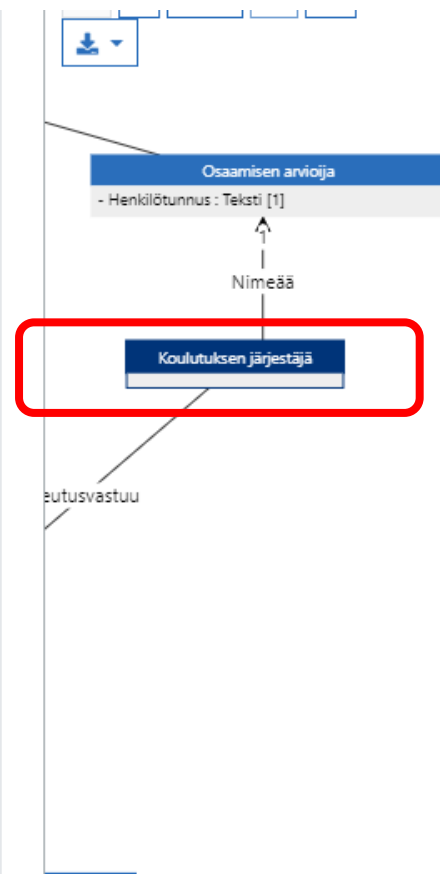 Osaamisen arvioija
- Henkilötunnus : Teksti [1]
1
Nimeää
Koulutuksen järjestäjä
eutusvastuu